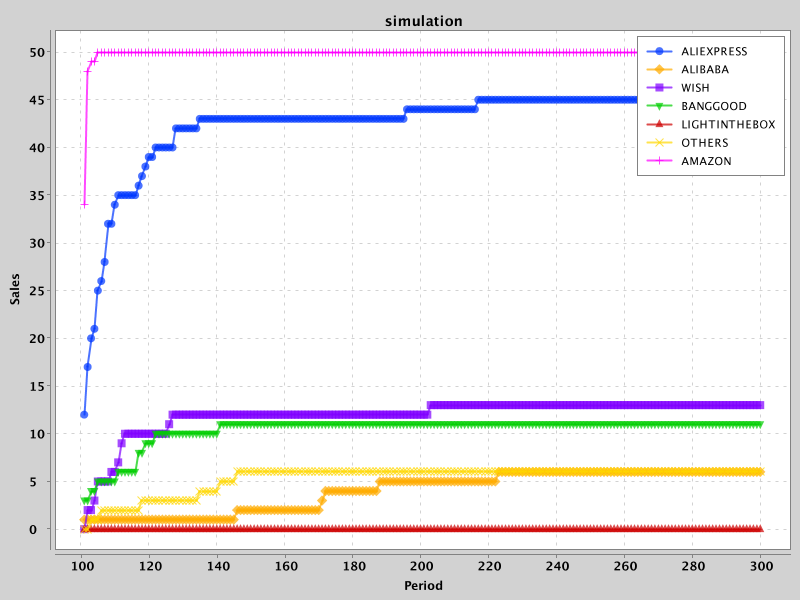 simulation
ALIEXPRESS
ALIBABA
WISH
BANGGOOD
LIGHTINTHEBOX
OTHERS
AMAZON
Sales
50
45
40
35
30
25
20
15
10
5
0
100 120 140 160 180 200 220 240 260 280 300
Period